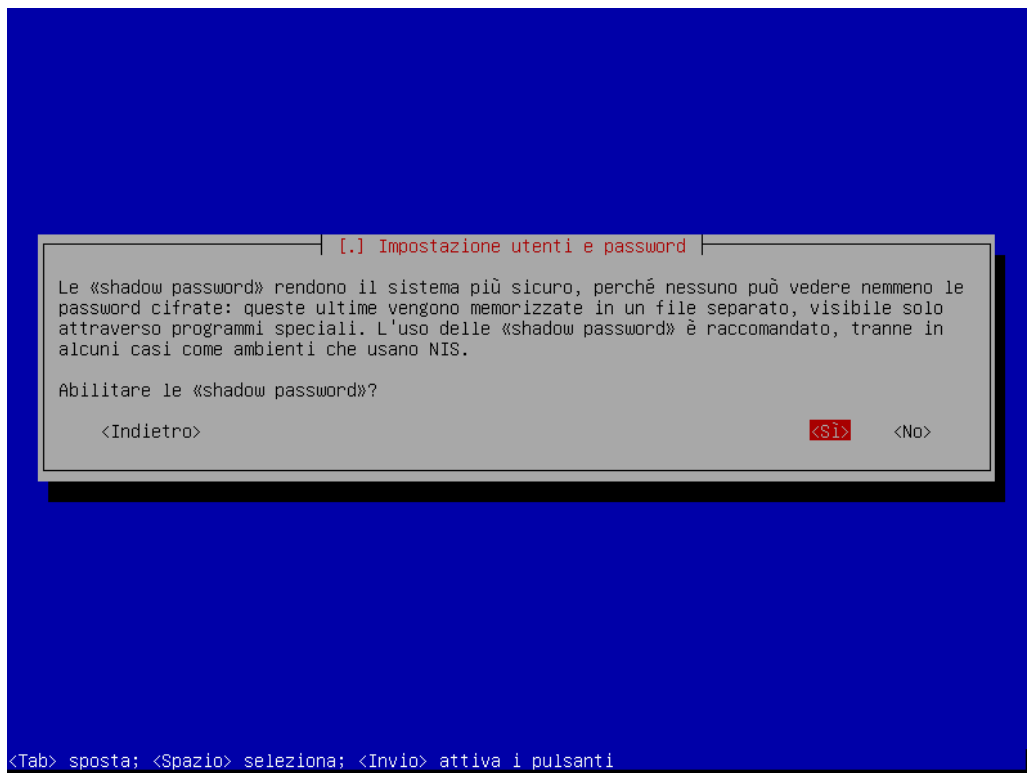 [.] Impostazione utenti e password
Le «shadow password» rendono il sistema più sicuro, perché nessuno può vedere nemmeno le
password cifrate: queste ultime vengono memorizzate in un file separato, visibile solo
attraverso programmi speciali. L'uso delle «shadow password» è raccomandato, tranne in
alcuni casi come ambienti che usano NIS.
Abilitare le «shadow password»?
<Indietro> <Sì> <No>
<Tab> sposta; <Spazio> seleziona; <Invio> attiva i pulsanti